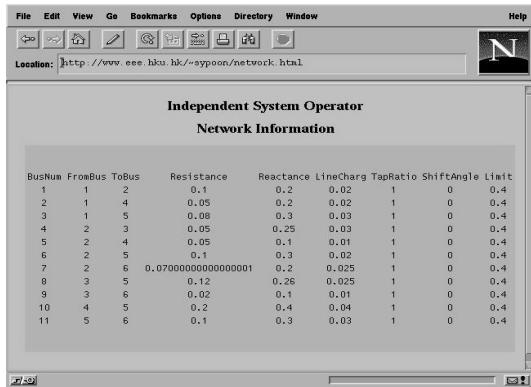 File Edit View Go Bookmarks Options Directory Window Help
Location: http://www.eee.hku.hk/~sypoon/network.html
N
Independent System Operator
Network Information
BusNum FromBus ToBus Resistance Reactance LineCharg TapRatio ShiftAngle Limit
1 1 2 0.1 0.2 0.02 1 0 0.4
2 1 4 0.05 0.2 0.02 1 0 0.4
3 1 5 0.08 0.3 0.03 1 0 0.4
4 2 3 0.05 0.25 0.03 1 0 0.4
5 2 4 0.05 0.1 0.01 1 0 0.4
6 2 5 0.1 0.3 0.02 1 0 0.4
7 2 6 0.07000000000000001 0.2 0.025 1 0 0.4
8 3 5 0.12 0.26 0.025 1 0 0.4
9 3 6 0.02 0.1 0.01 1 0 0.4
10 4 5 0.2 0.4 0.04 1 0 0.4
11 5 6 0.1 0.3 0.03 1 0 0.4